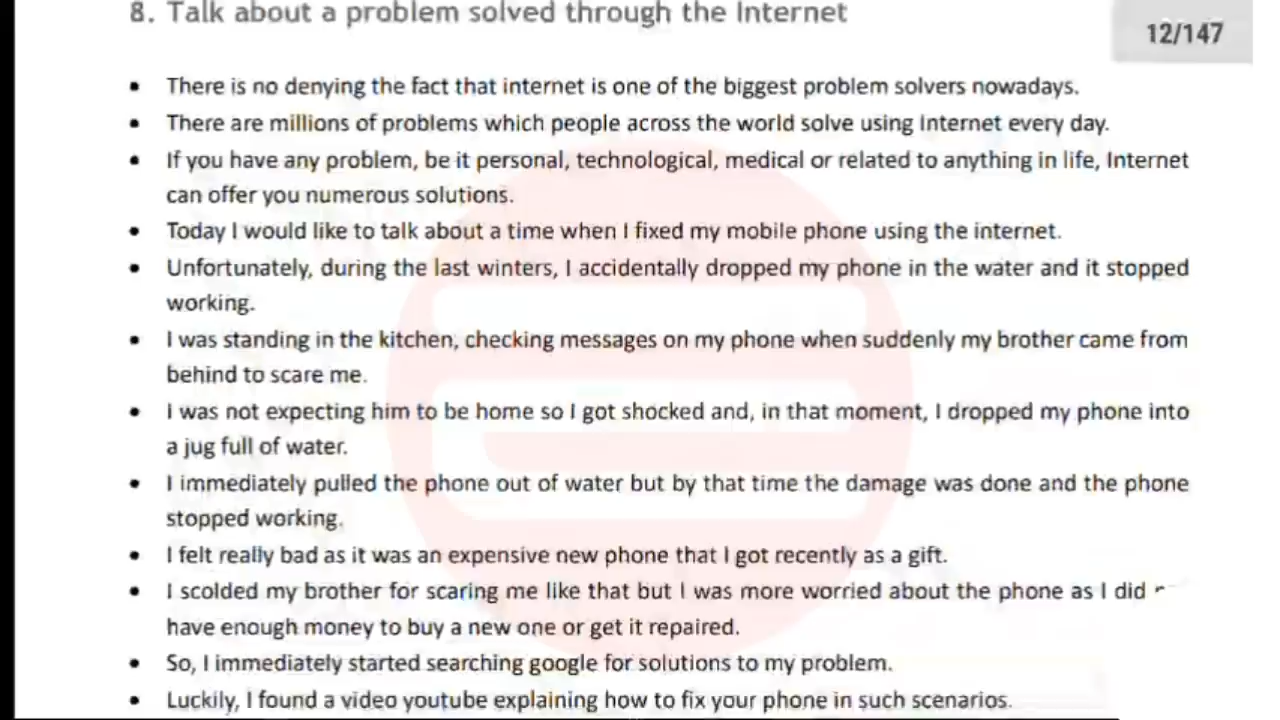 8. Talk about a problem solved through the Internet
12/147
• There is no denying the fact that internet is one of the biggest problem solvers nowadays.
• There are millions of problems which people across the world solve using Internet every day.
• If you have any problem, be it personal, technological, medical or related to anything in life, Internet
can offer you numerous solutions.
• Today I would like to talk about a time when I fixed my mobile phone using the internet.
• Unfortunately, during the last winters, I accidentally dropped my phone in the water and it stopped
working.
• I was standing in the kitchen, checking messages on my phone when suddenly my brother came from
behind to scare me.
• I was not expecting him to be home so I got shocked and, in that moment, I dropped my phone into
a jug full of water.
• I immediately pulled the phone out of water but by that time the damage was done and the phone
stopped working.
• I felt really bad as it was an expensive new phone that I got recently as a gift.
• I scolded my brother for scaring me like that but I was more worried about the phone as I did
have enough money to buy a new one or get it repaired.
• So, I immediately started searching google for solutions to my problem.
• Luckily, I found a video youtube explaining how to fix your phone in such scenarios.